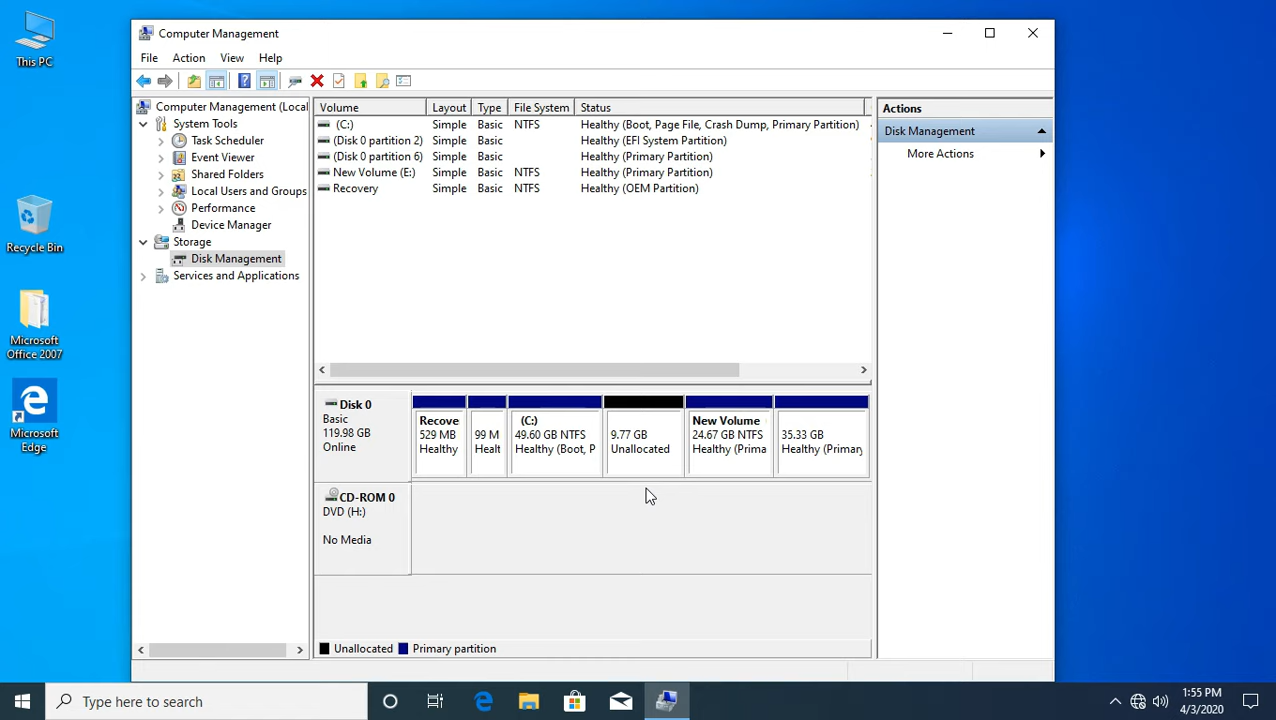 This PC
Recycle Bin
Microsoft
Office 2007
Microsoft
Edge
Computer Management
File Action View Help
Computer Management (Local
System Tools
Task Scheduler
Event Viewer
Shared Folders
Local Users and Groups
Performance
Device Manager
Storage
Disk Management
Services and Applications
Volume Layout Type File System Status
(C:) Simple Basic NTFS Healthy (Boot, Page File, Crash Dump, Primary Partition)
(Disk 0 partition 2) Simple Basic Healthy (EFI System Partition)
(Disk 0 partition 6) Simple Basic Healthy (Primary Partition)
New Volume (E:) Simple Basic NTFS Healthy (Primary Partition)
Recovery Simple Basic NTFS Healthy (OEM Partition)
Disk 0
Basic
119.98 GB
Online
Recove
529 MB
Healthy
99 M
Healt
(C:)
49.60 GB NTFS
Healthy (Boot, P
9.77 GB
Unallocated
New Volume
24.67 GB NTFS
Healthy (Prima
35.33 GB
Healthy (Primary
CD-ROM 0
DVD (H:)
No Media
Unallocated Primary partition
Actions
Disk Management
More Actions
Type here to search
1:55 PM
4/3/2020